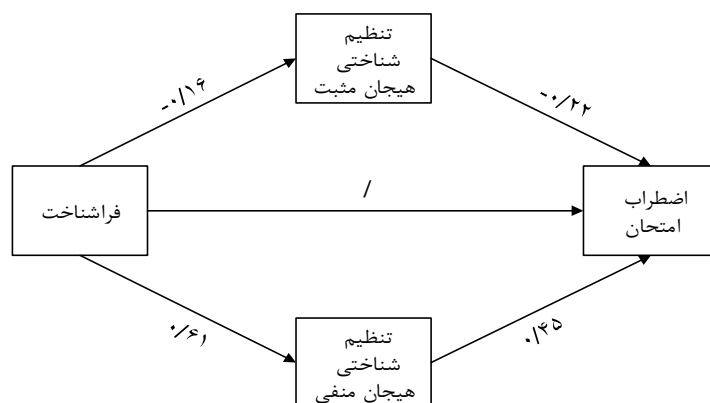 تنظیم
شناختی
هیجان مثبت
-۰/۱۶
-۰/۲۲
فراشناخت
/
اضطراب
امتحان
۰/۶۱
۰/۴۵
تنظیم
شناختی
هیجان منفی